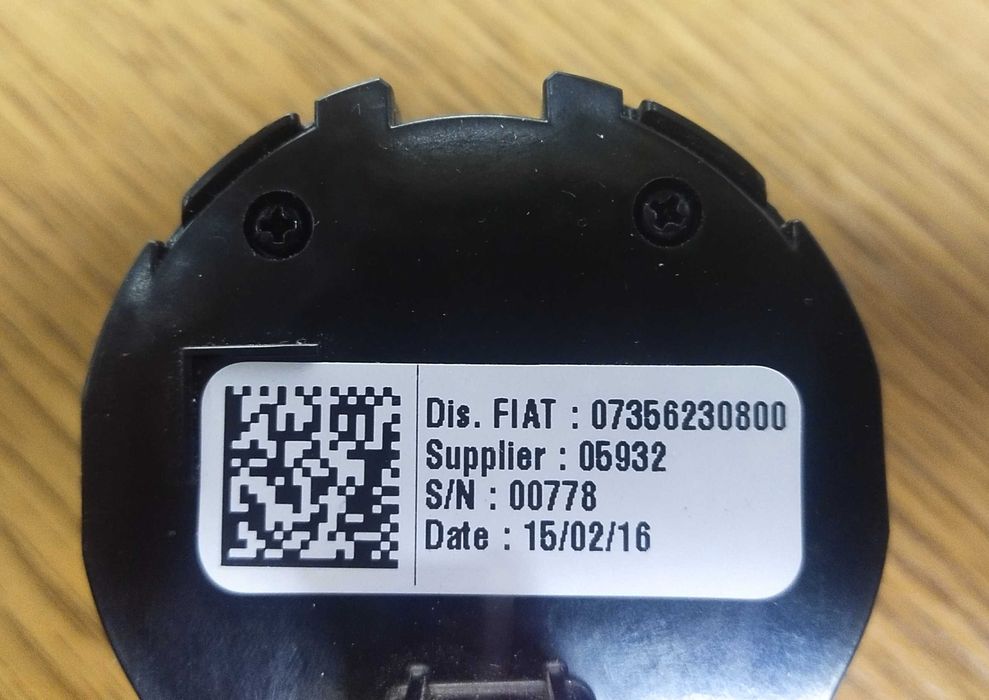 Dis. FIAT : 07356230800
Supplier : 05932
S/N : 00778
Date : 15/02/16